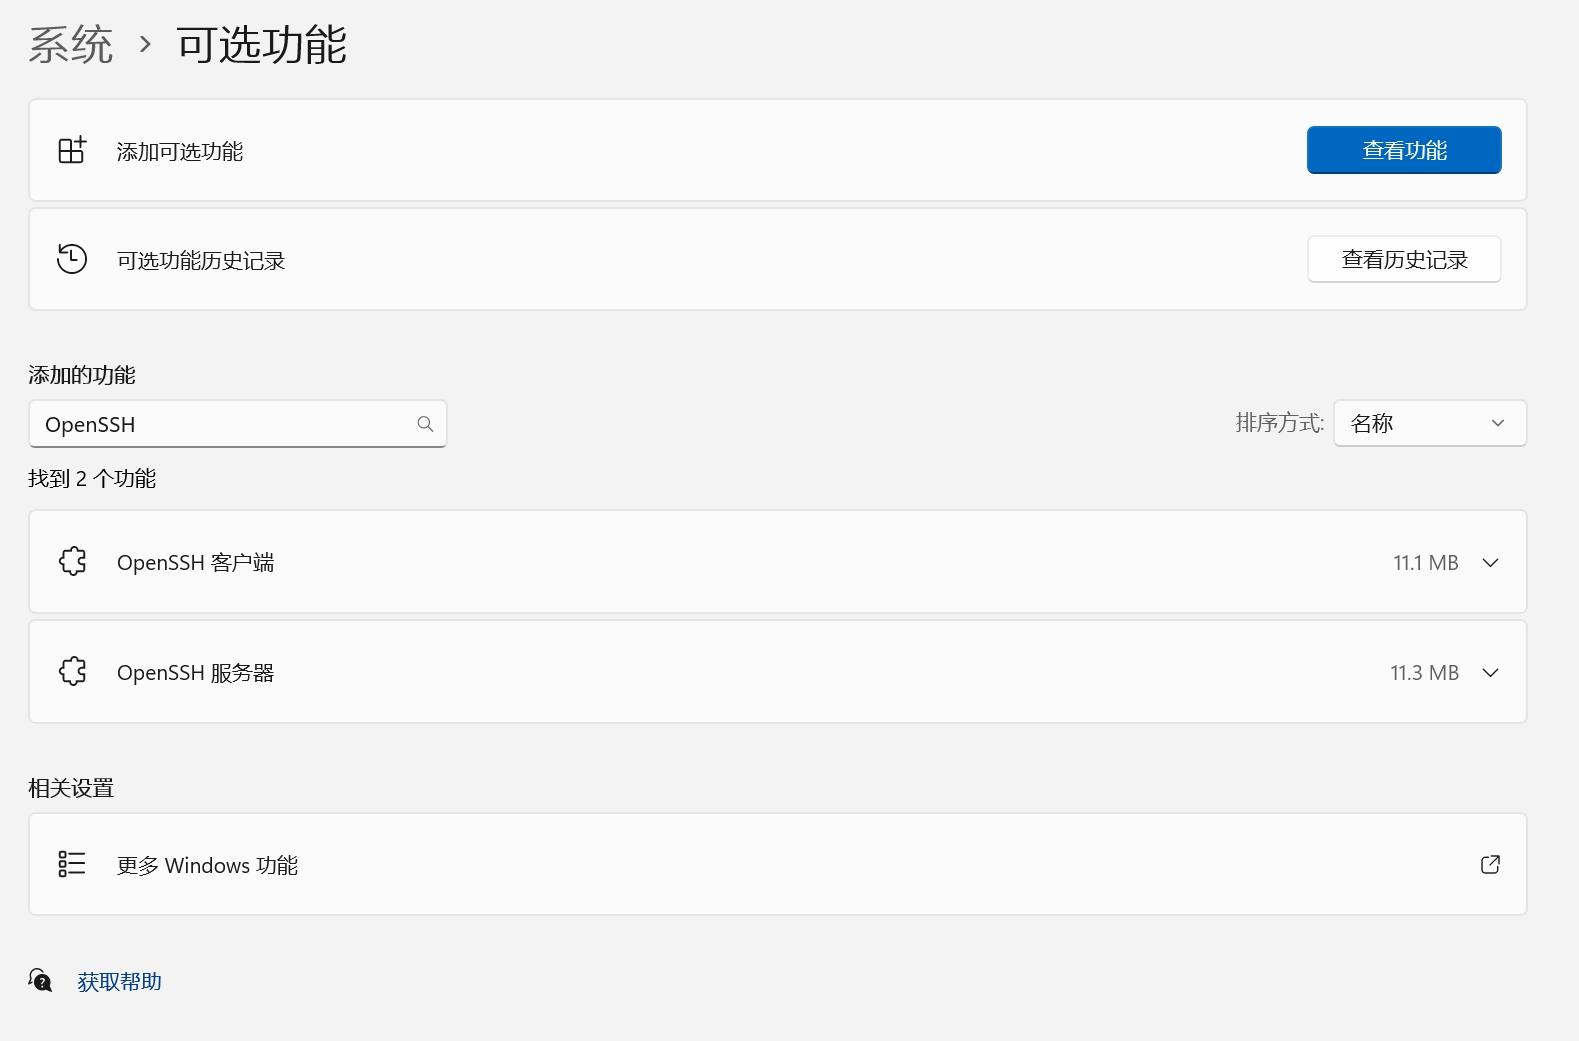 系统 > 可选功能
添加可选功能
查看功能
可选功能历史记录
查看历史记录
添加的功能
OpenSSH
排序方式: 名称
找到 2 个功能
OpenSSH 客户端
11.1 MB
OpenSSH 服务器
11.3 MB
相关设置
更多 Windows 功能
获取帮助